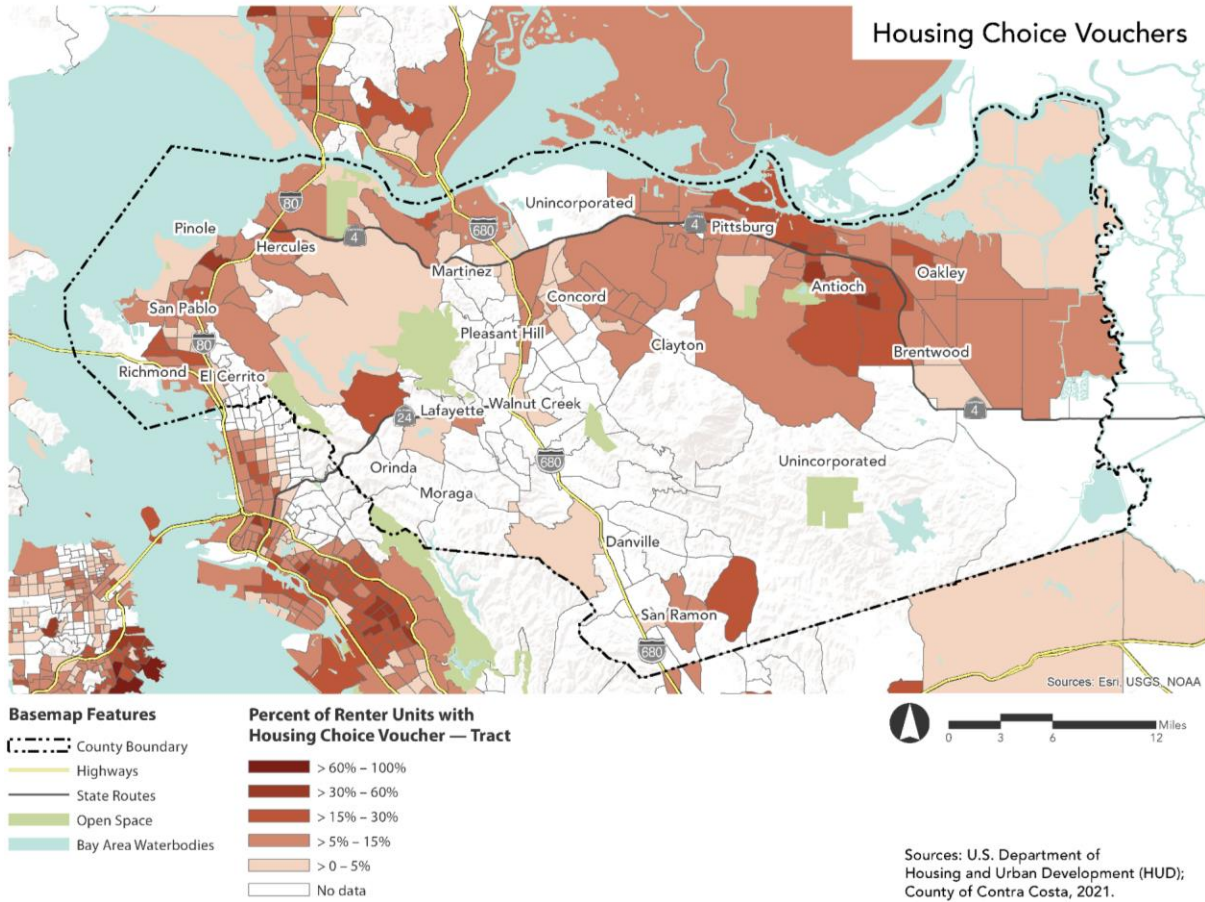 Housing Choice Vouchers
Unincorporated
80
Pinole
4
Pittsburg
680
Hercules
4
Martinez
Oakley
Antioch
San Pablo
Concord
Pleasant Hill
80
Clayton
Brentwood
Richmond
El Cerrito
Walnut Creek
Lafayette
24
4
680
Unincorporated
Orinda
Moraga
Danville
San Ramon
680
Sources: Esri, USGS, NOAA
Basemap Features
County Boundary
Highways
State Routes
Open Space
Bay Area Waterbodies
Percent of Renter Units with
Housing Choice Voucher — Tract
> 60% – 100%
> 30% – 60%
> 15% – 30%
> 5% – 15%
> 0 – 5%
No data
Miles
0 3 6 12
Sources: U.S. Department of
Housing and Urban Development (HUD);
County of Contra Costa, 2021.